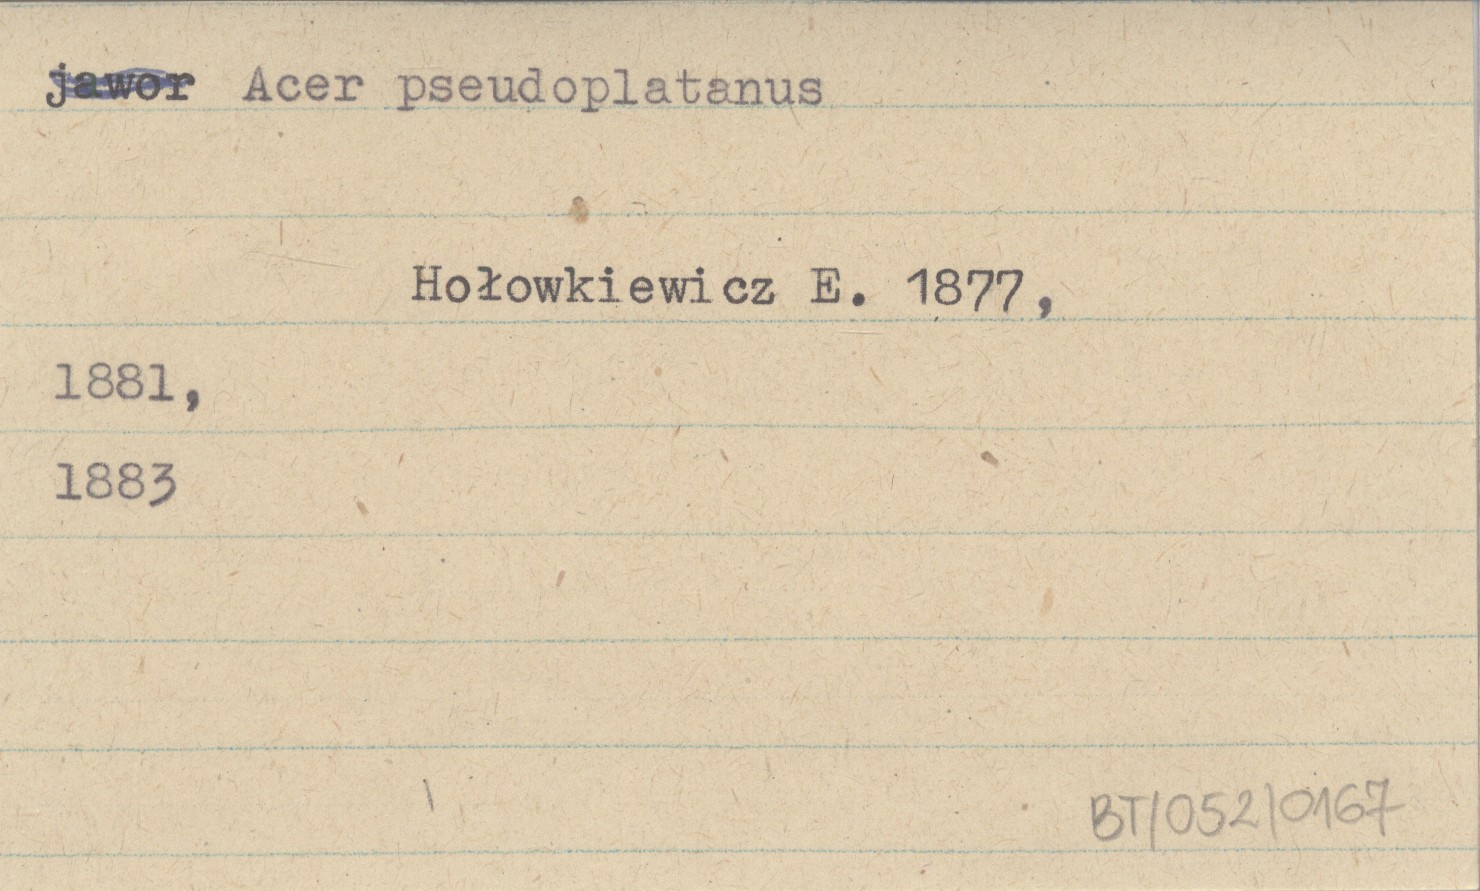 jawor Acer pseudoplatanus
Hołowkiewicz E. 1877,
1881,
1883
BT/052/0167